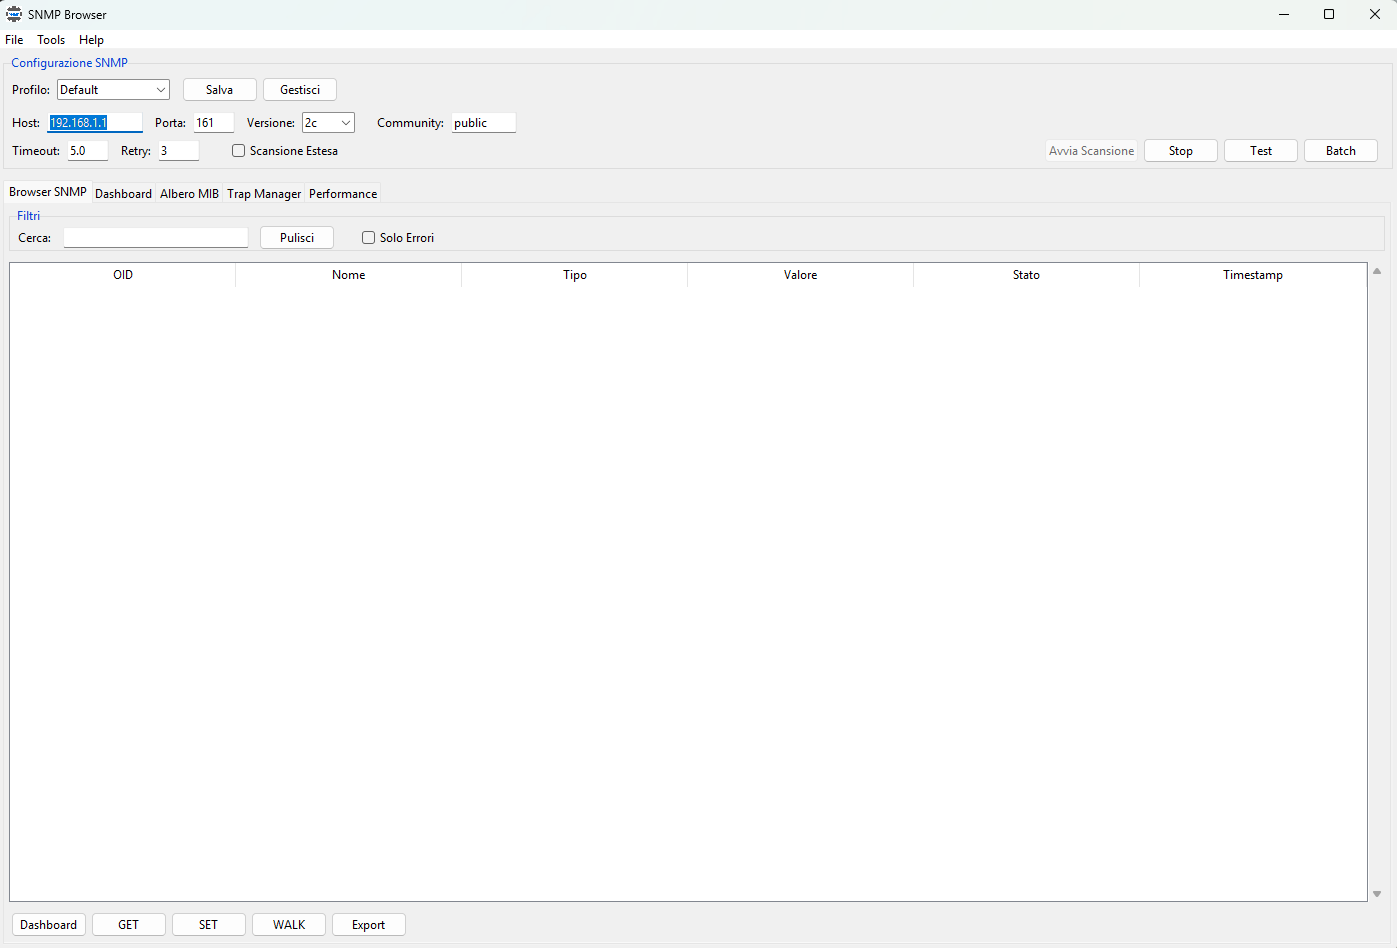 SNMP Browser
File Tools Help
Configurazione SNMP
Profilo: Default Salva Gestisci
Host: 192.168.1.1 Porta: 161 Versione: 2c Community: public
Timeout: 5.0 Retry: 3 Scansione Estesa Avvia Scansione Stop Test Batch
Browser SNMP Dashboard Albero MIB Trap Manager Performance
Filtri
Cerca: Pulisci Solo Errori
OID Nome Tipo Valore Stato Timestamp
Dashboard GET SET WALK Export